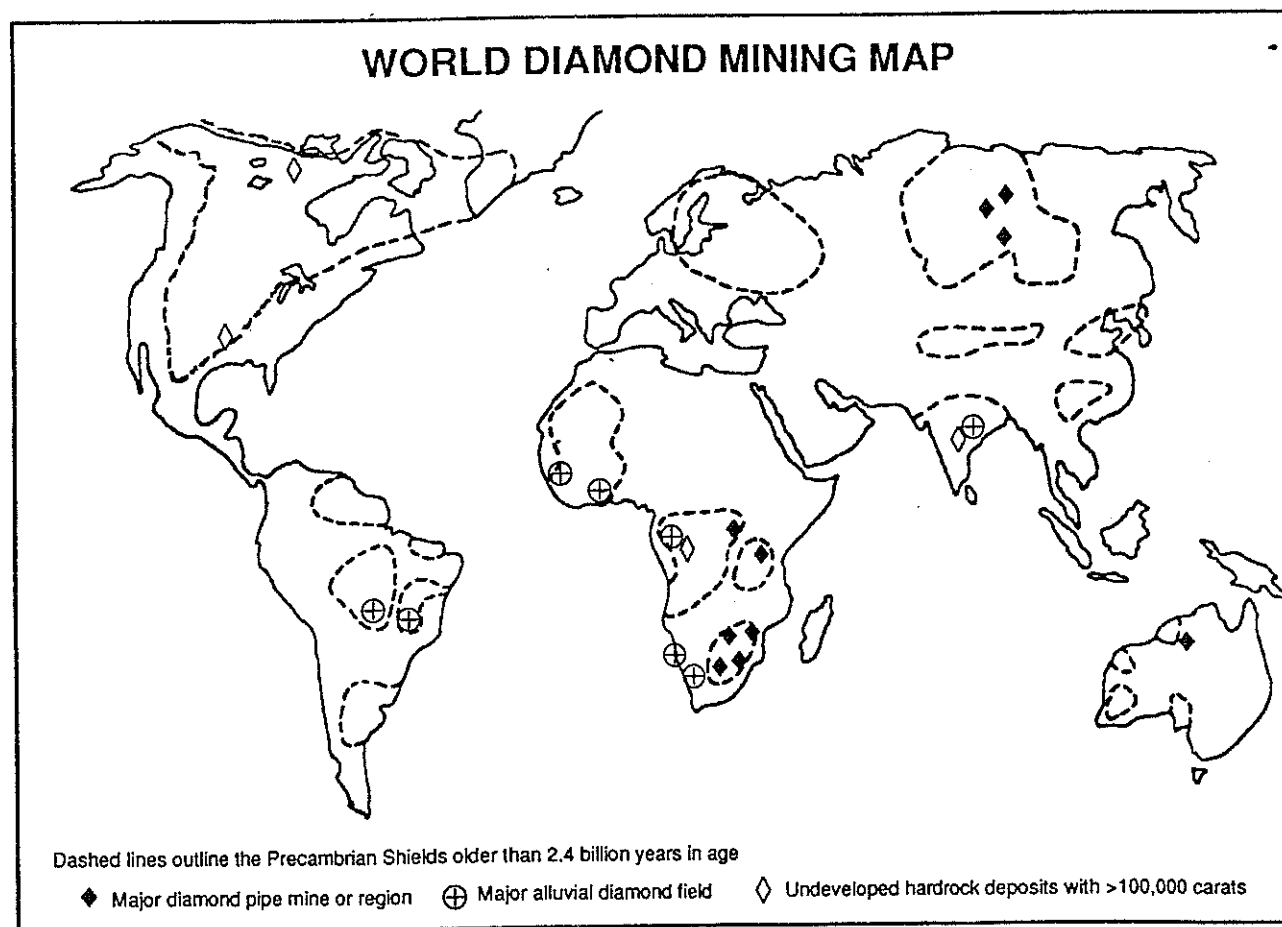 WORLD DIAMOND MINING MAP
Dashed lines outline the Precambrian Shields older than 2.4 billion years in age
Major diamond pipe mine or region
Major alluvial diamond field
Undeveloped hardrock deposits with >100,000 carats